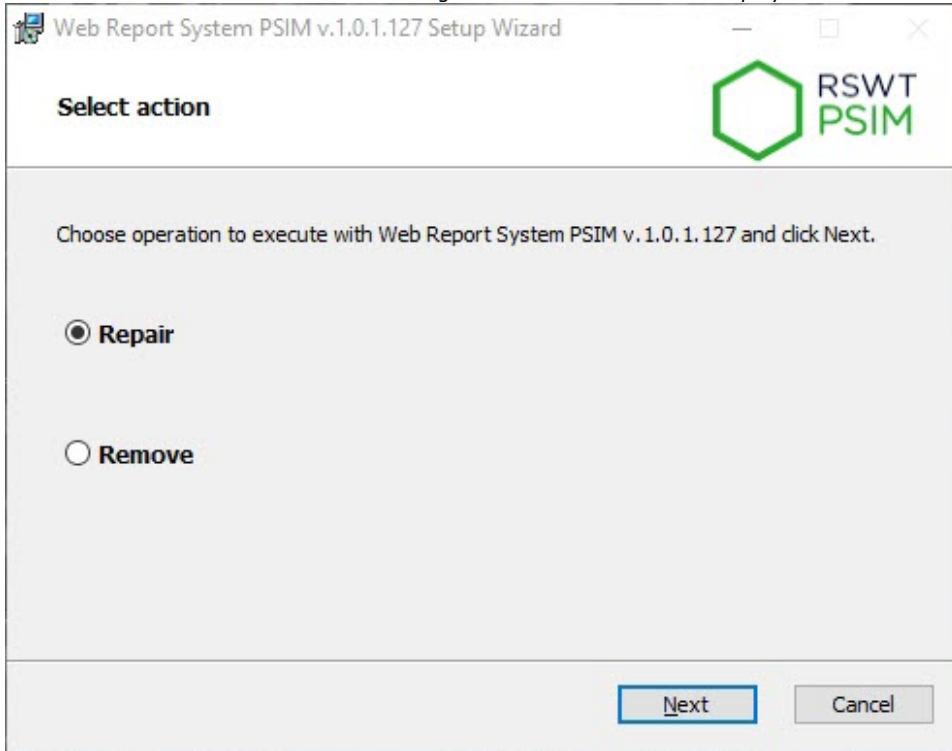 Web Report System PSIM v.1.0.1.127 Setup Wizard
Select action
RSWT
PSIM
Choose operation to execute with Web Report System PSIM v.1.0.1.127 and click Next.
Repair
Remove
Next
Cancel